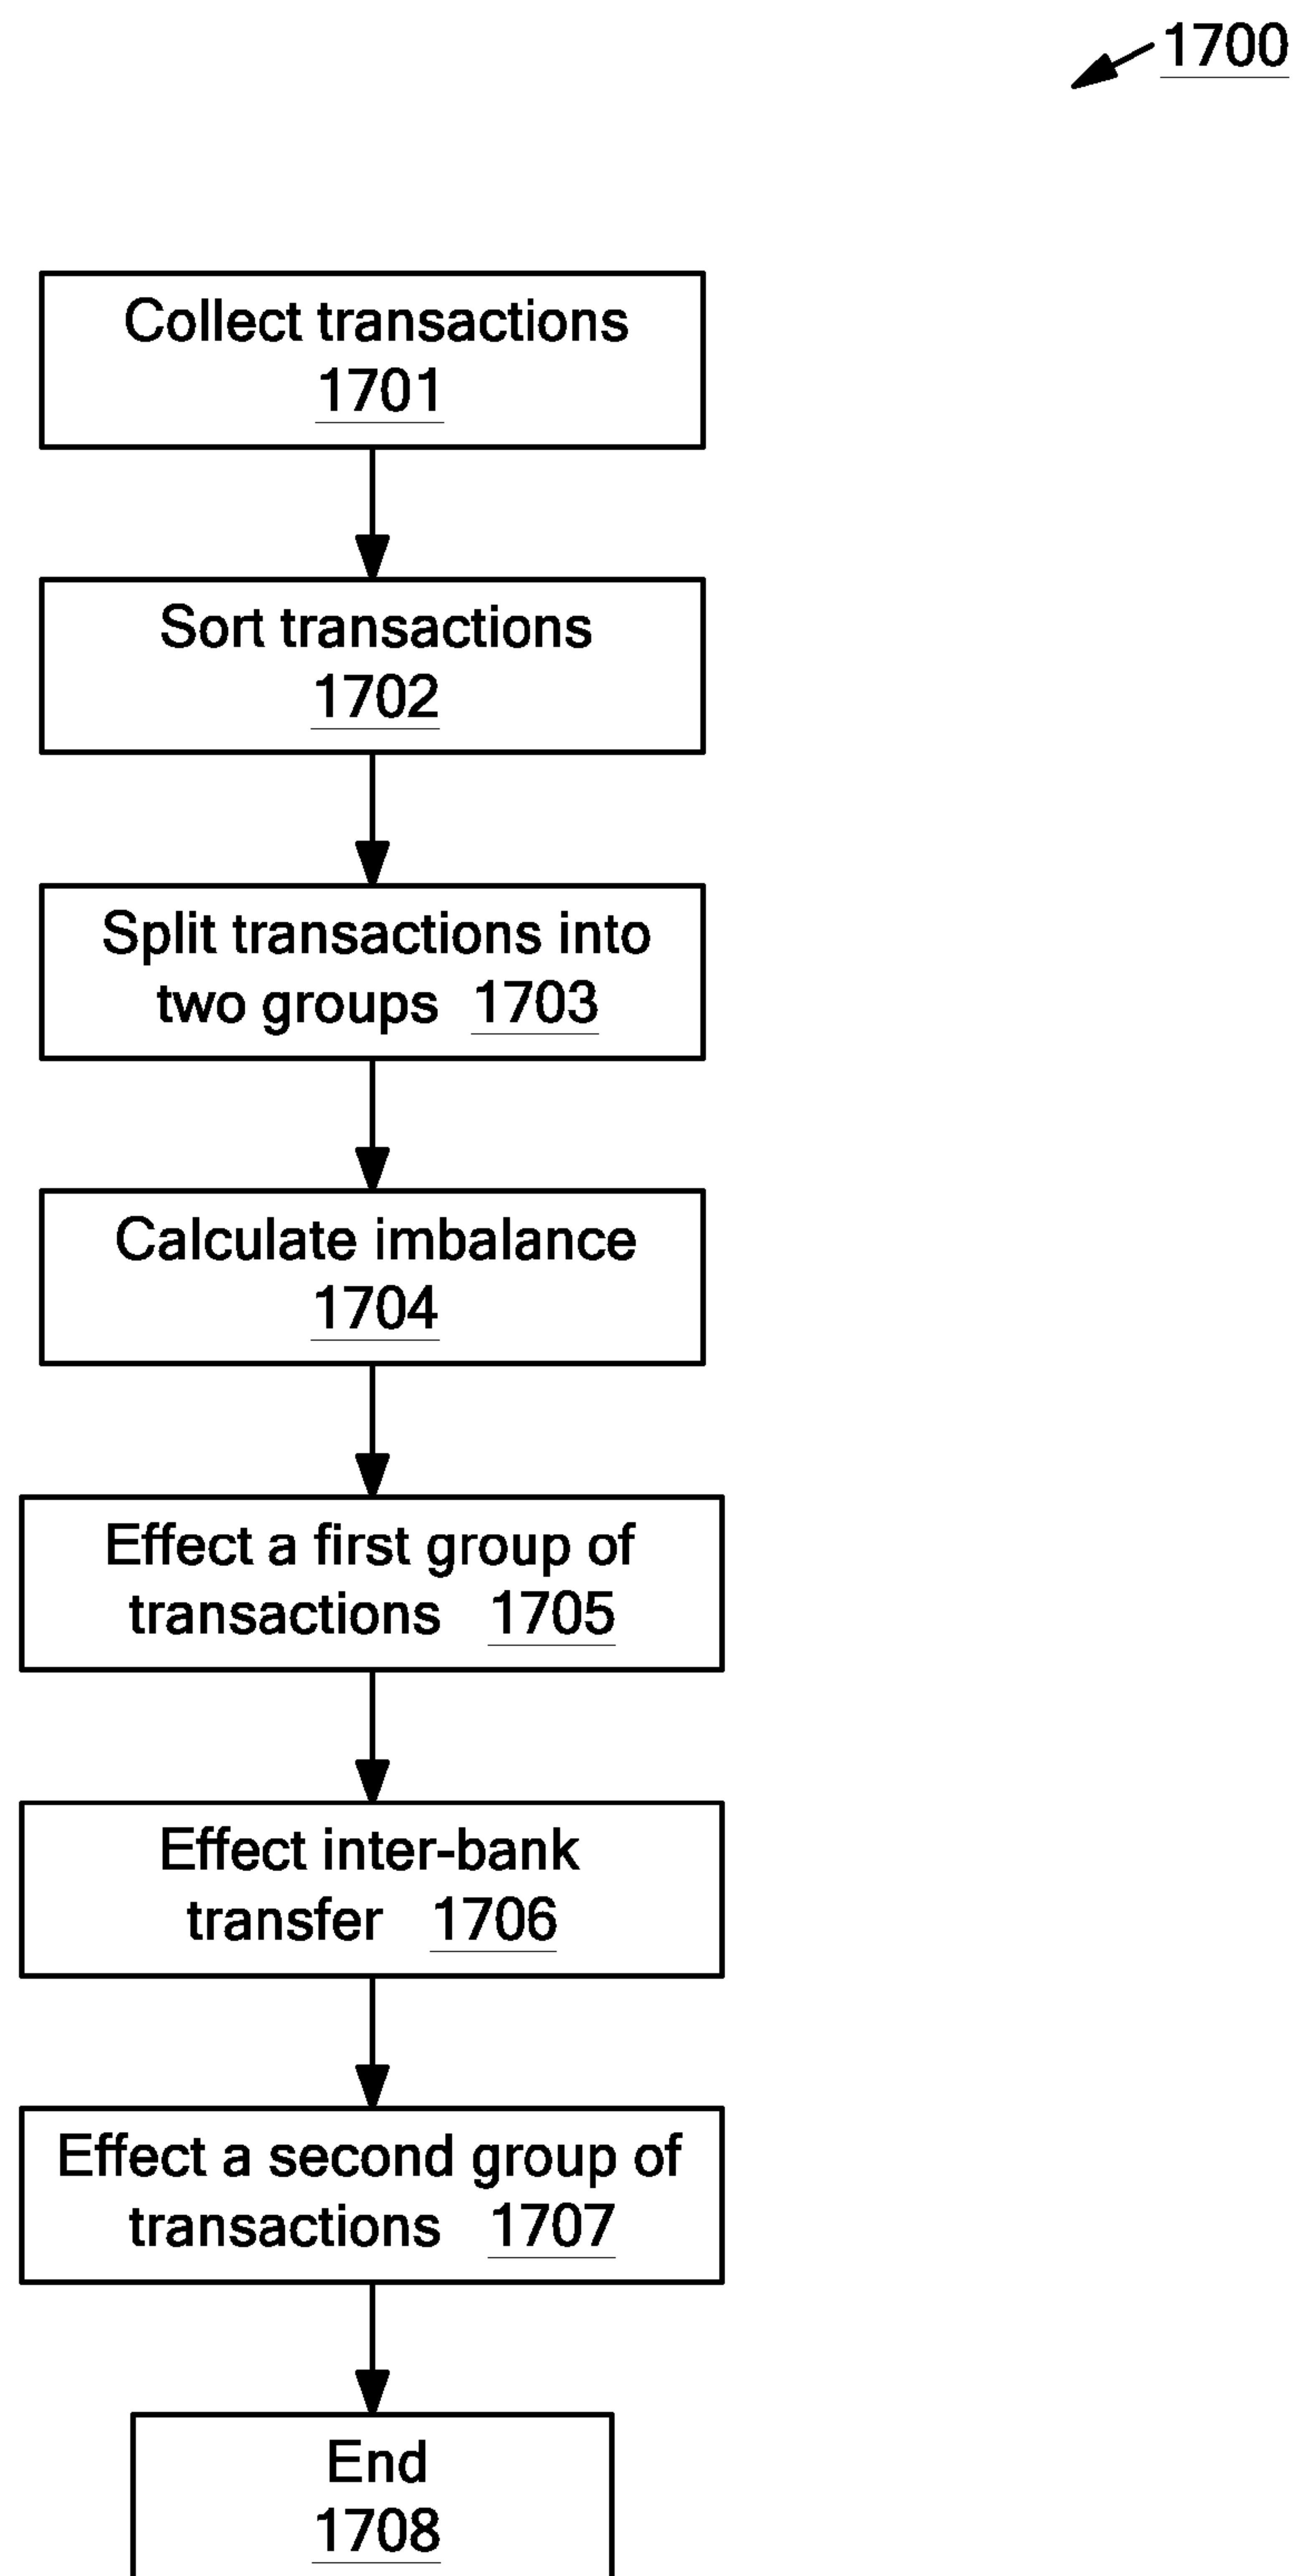 1700
Collect transactions
1701
Sort transactions
1702
Split transactions into
two groups 1703
Calculate imbalance
1704
Effect a first group of
transactions 1705
Effect inter-bank
transfer 1706
Effect a second group of
transactions 1707
End
1708